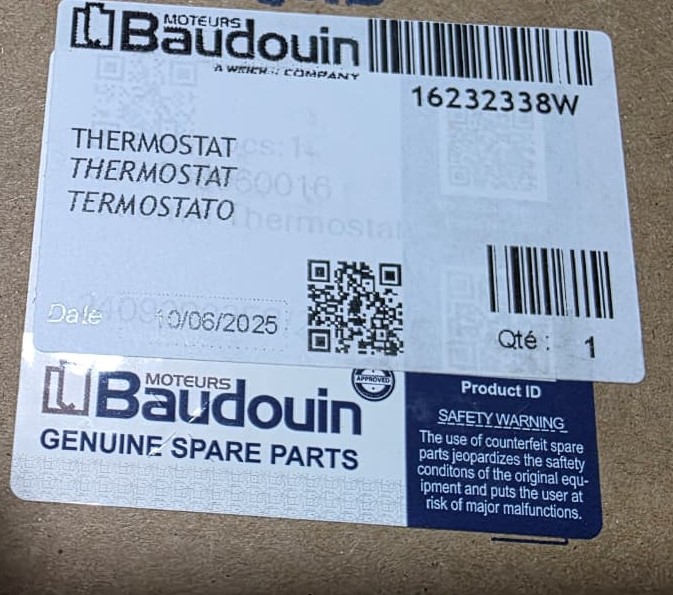 MOTEURS
Baudouin
A WEICHAI COMPANY
16232338W
THERMOSTAT
THERMOSTAT
TERMOSTATO
Thermostat
Date 10/06/2025
Qté : 1
MOTEURS
Baudouin
APPROVED
GENUINE SPARE PARTS
Product ID
SAFETY WARNING
The use of counterfeit spare
parts jeopardizes the safety
conditons of the original equ-
ipment and puts the user at
risk of major malfunctions.